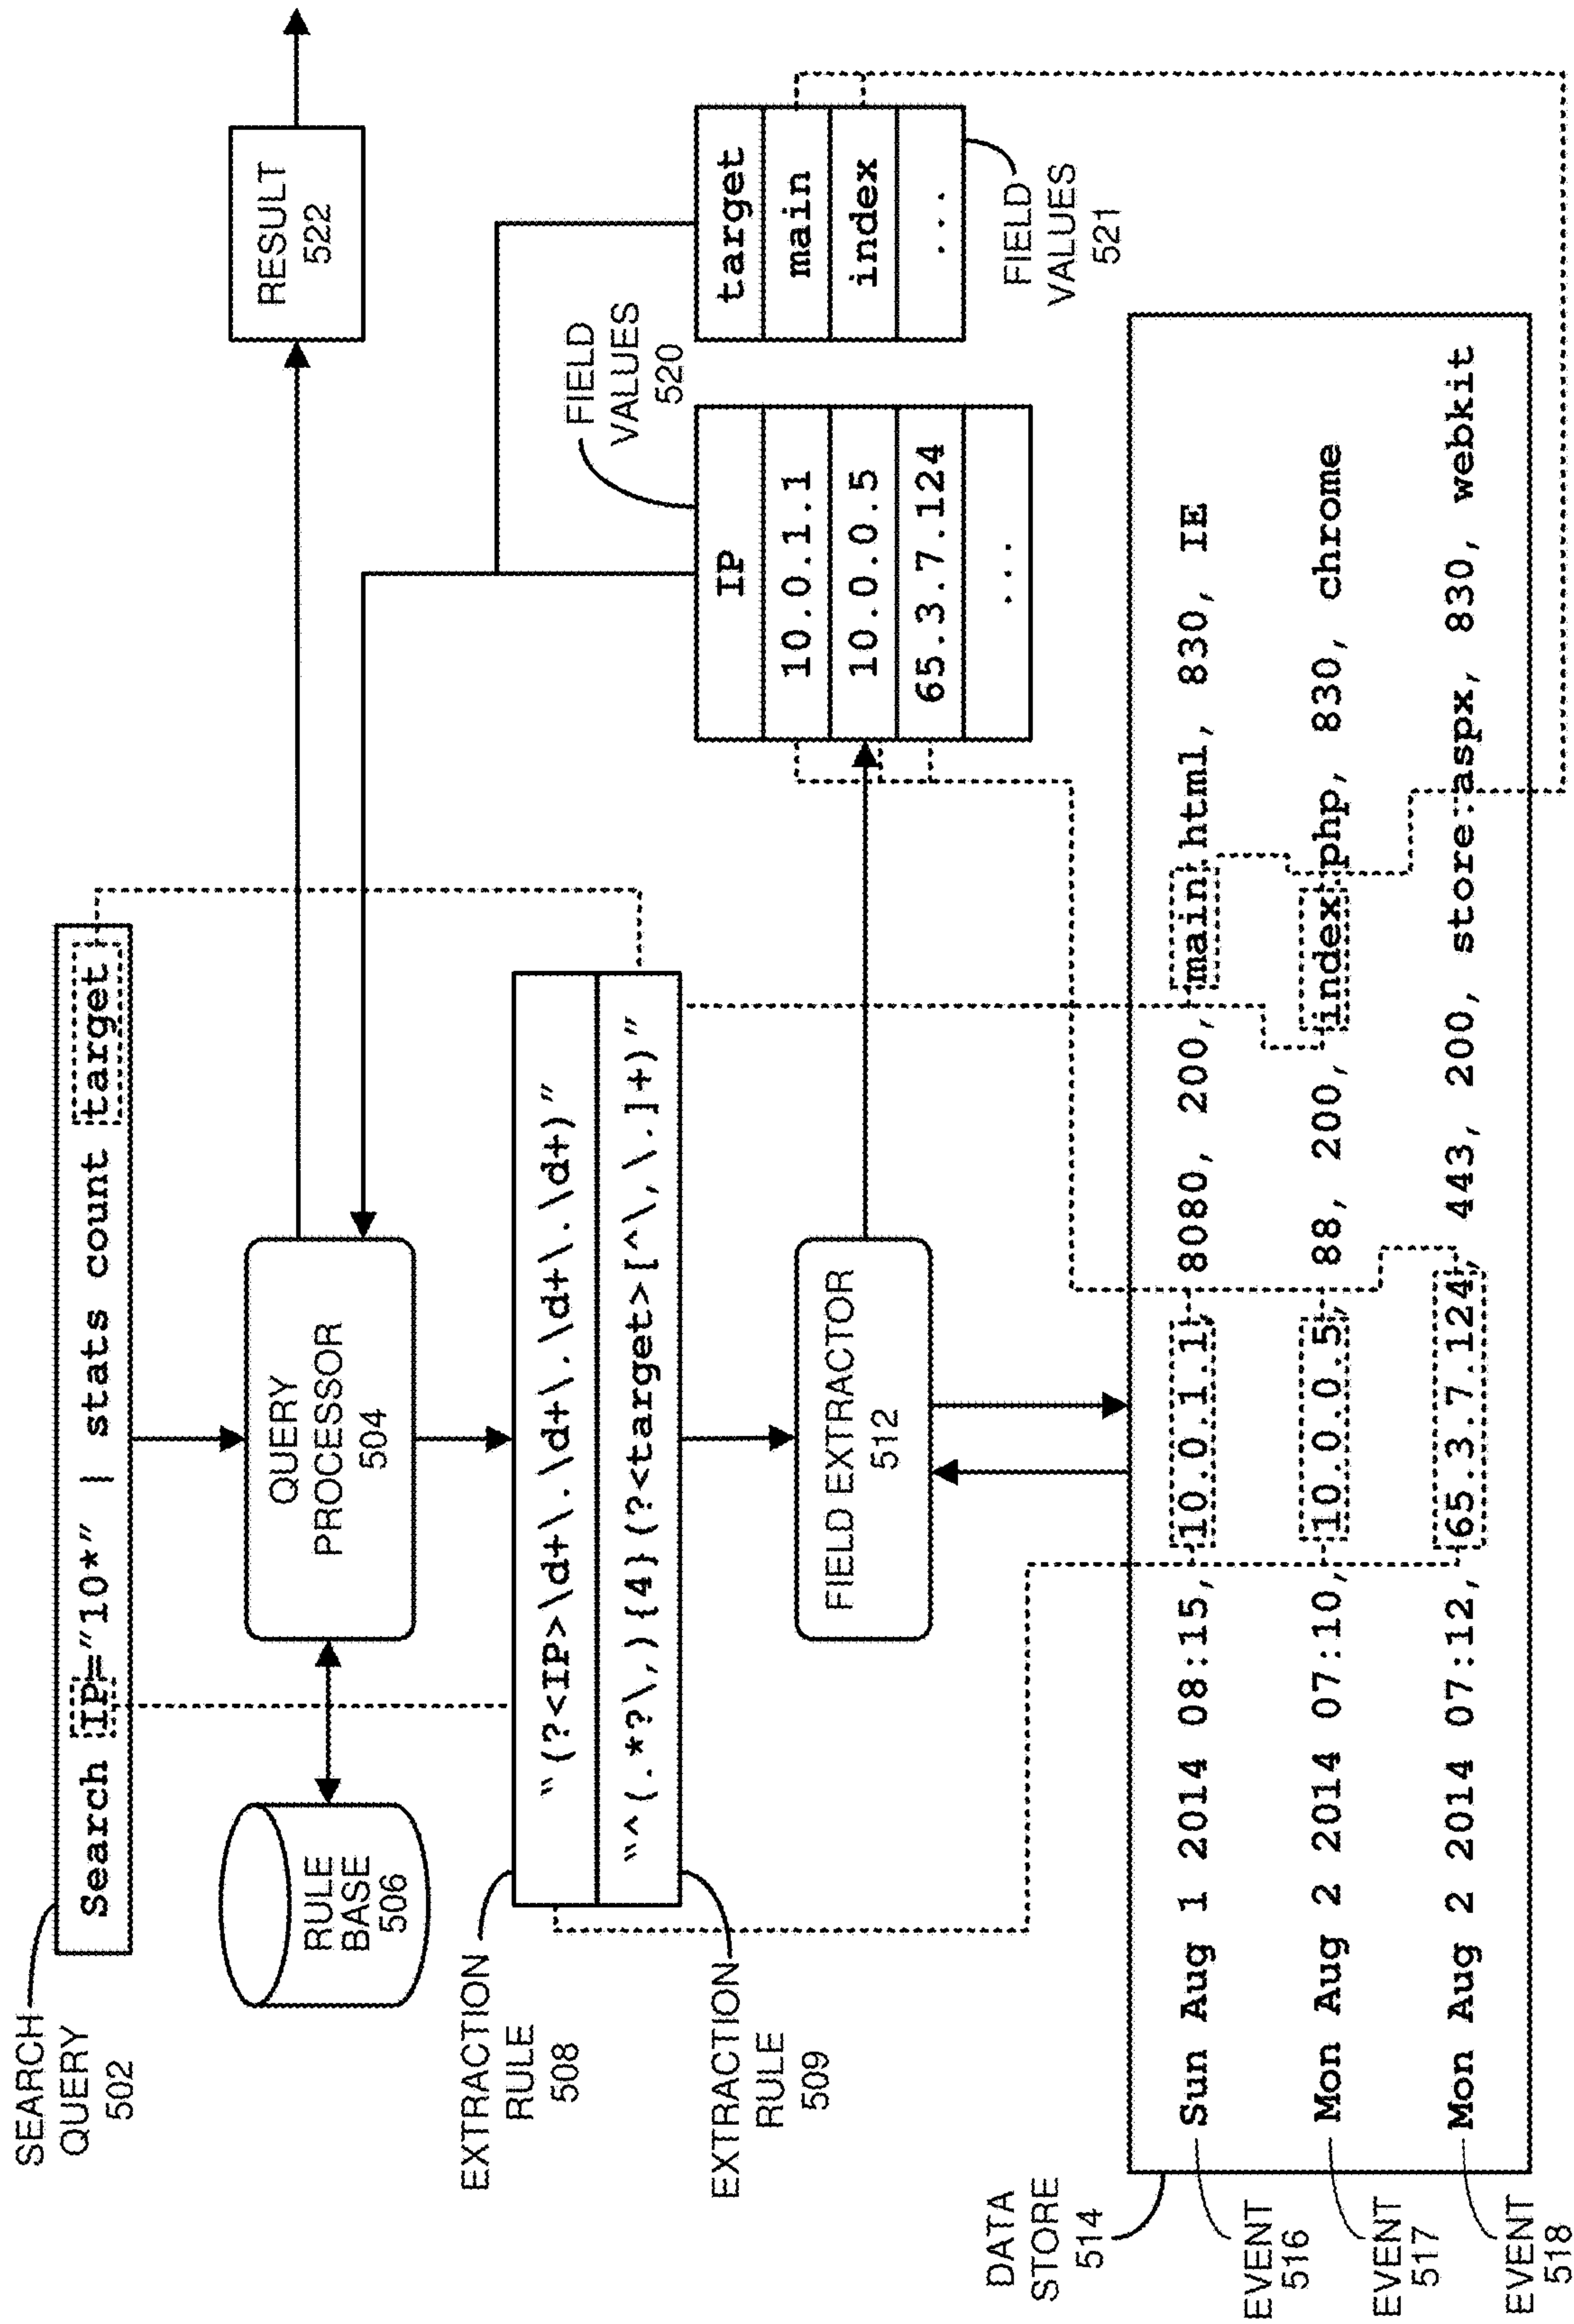 SEARCH
QUERY
502
Search IP="10*" | stats count target
RULE
BASE
506
QUERY
PROCESSOR
504
RESULT
522
EXTRACTION
RULE
508
"(?<IP>\d+\.\d+\.\d+\.\d+)"
"^(.*?\,){4}(?<target>[^\,\.]+)"
EXTRACTION
RULE
509
FIELD
VALUES
520
FIELD EXTRACTOR
512
IP
10.0.1.1
10.0.0.5
65.3.7.124
...
target
main
index
...
FIELD
VALUES
521
DATA
STORE
514
EVENT
516
Sun Aug 1 2014 08:15, 10.0.1.1, 8080, 200, main.html, 830, IE
EVENT
517
Mon Aug 2 2014 07:10, 10.0.0.5, 88, 200, index.php, 830, chrome
EVENT
518
Mon Aug 2 2014 07:12, 65.3.7.124, 443, 200, store.aspx, 830, webkit